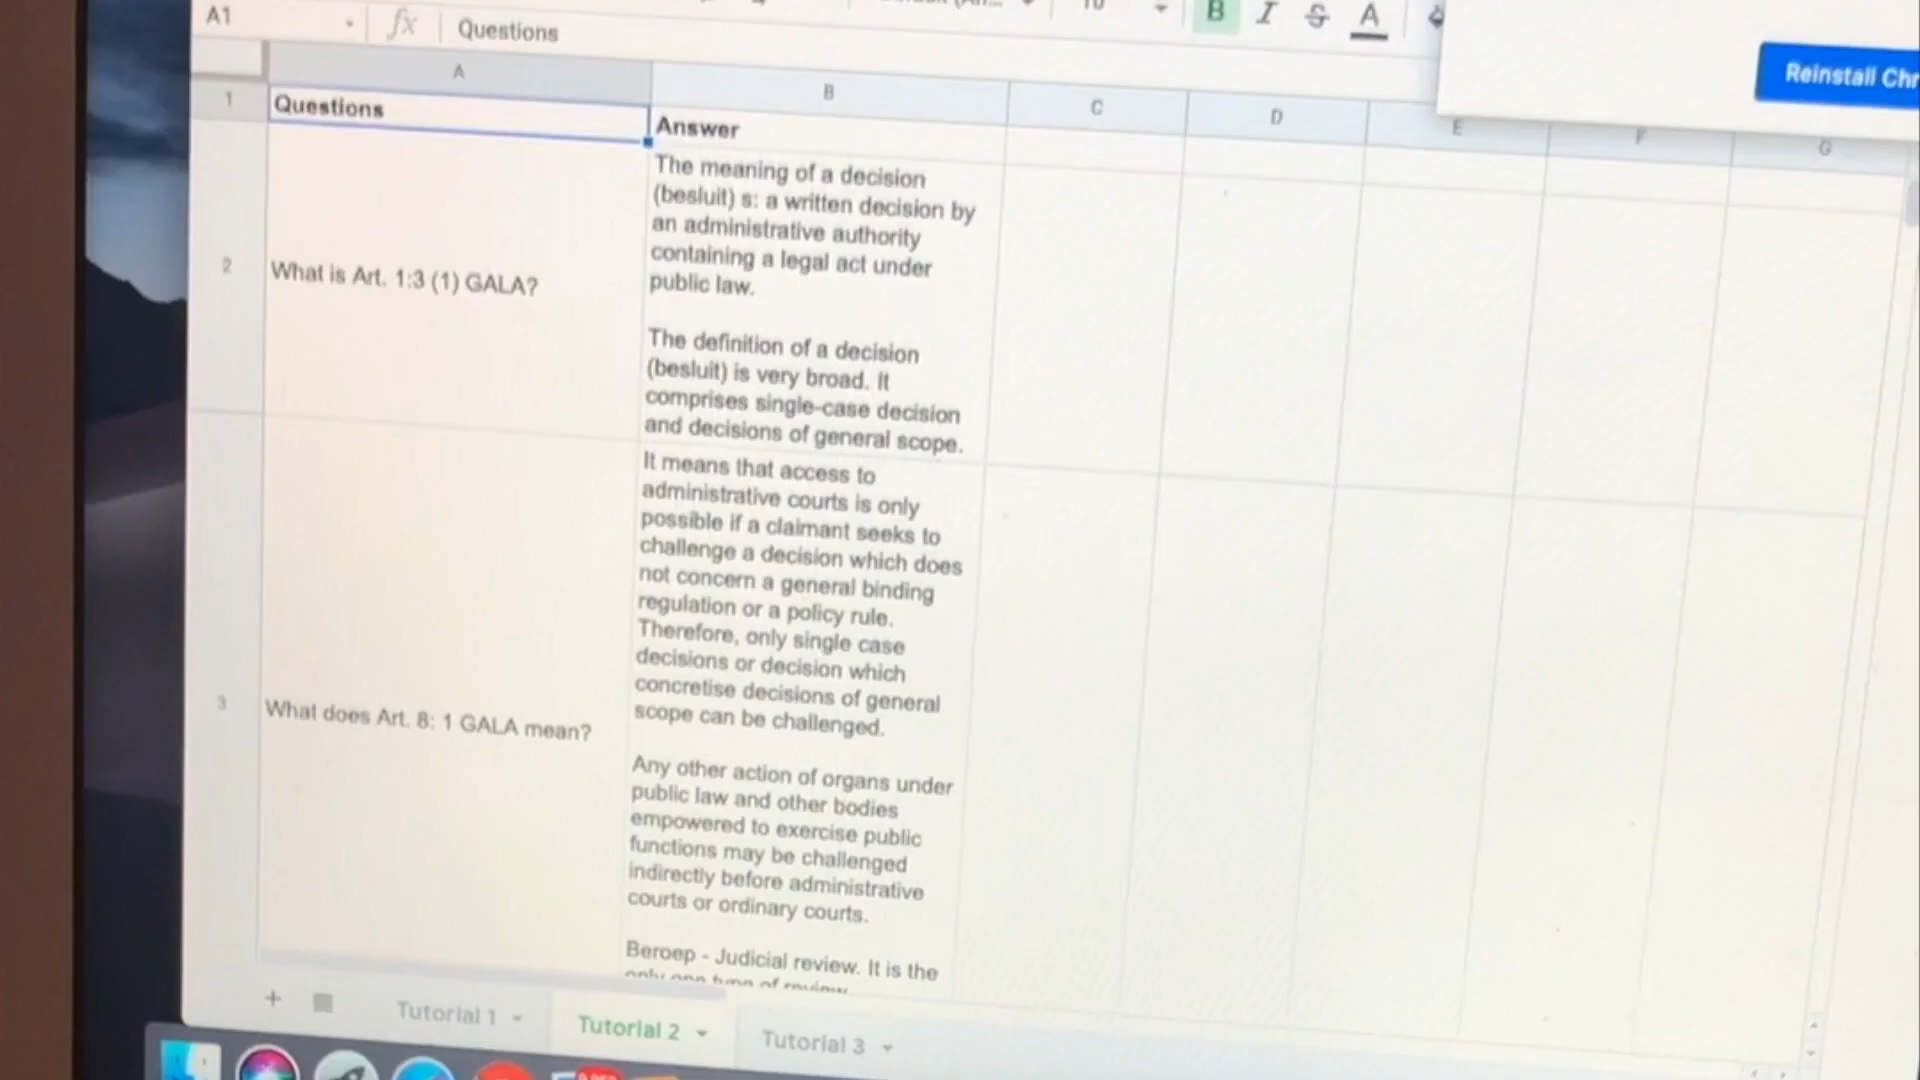 A1
fx
Questions
10
B
I
S
A
Reinstall Chr
A
B
C
D
E
F
G
1
Questions
Answer
2
What is Art. 1:3 (1) GALA?
The meaning of a decision
(besluit) s: a written decision by
an administrative authority
containing a legal act under
public law.
The definition of a decision
(besluit) is very broad. It
comprises single-case decision
and decisions of general scope.
3
What does Art. 8: 1 GALA mean?
It means that access to
administrative courts is only
possible if a claimant seeks to
challenge a decision which does
not concern a general binding
regulation or a policy rule.
Therefore, only single case
decisions or decision which
concretise decisions of general
scope can be challenged.
Any other action of organs under
public law and other bodies
empowered to exercise public
functions may be challenged
indirectly before administrative
courts or ordinary courts.
Beroep - Judicial review. It is the
only one type of review
+
Tutorial 1
Tutorial 2
Tutorial 3